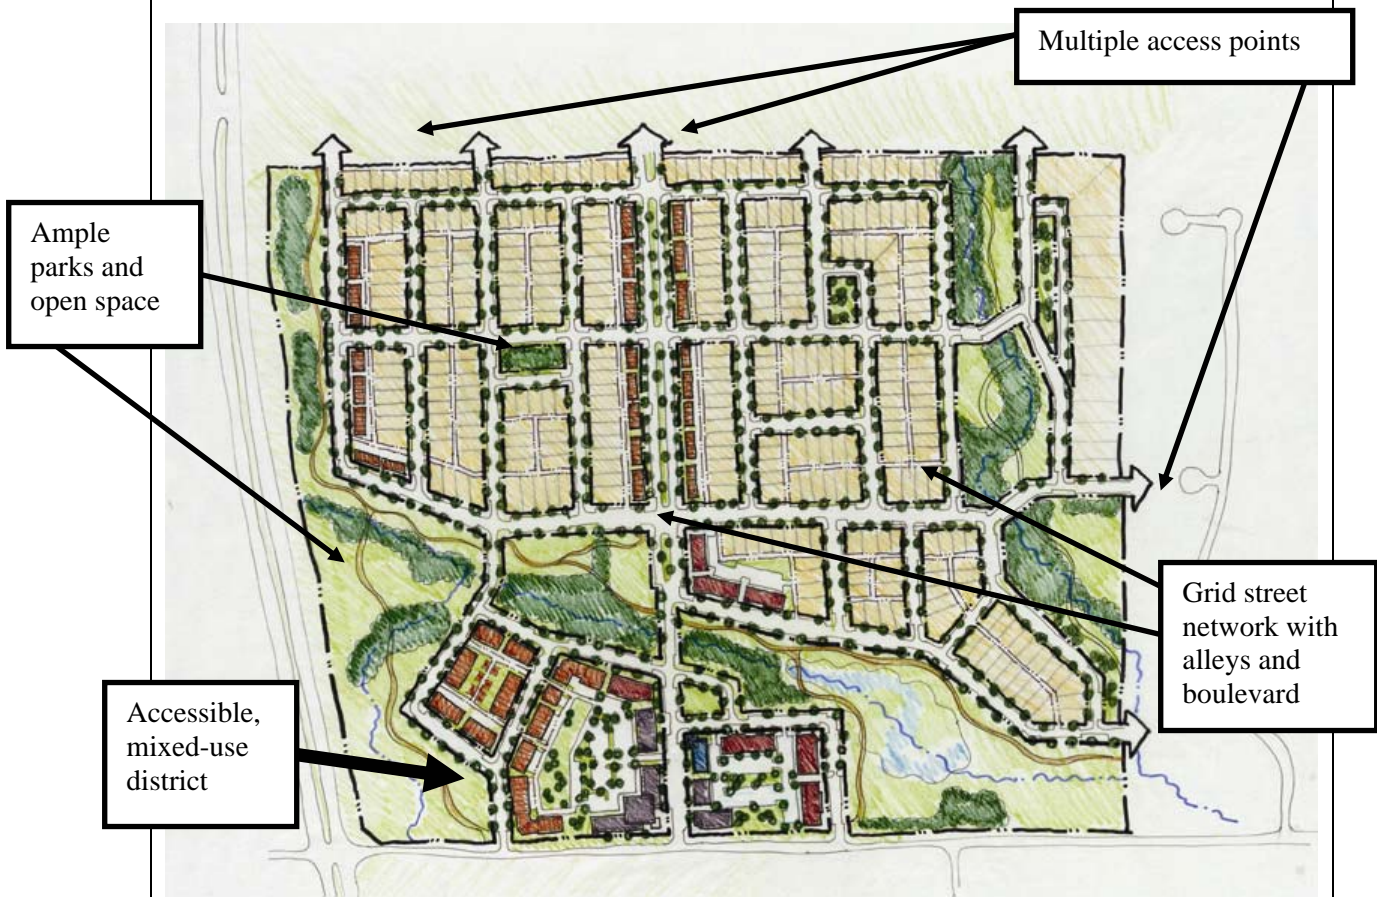 Multiple access points
Ample
parks and
open space
Grid street
network with
alleys and
boulevard
Accessible,
mixed-use
district